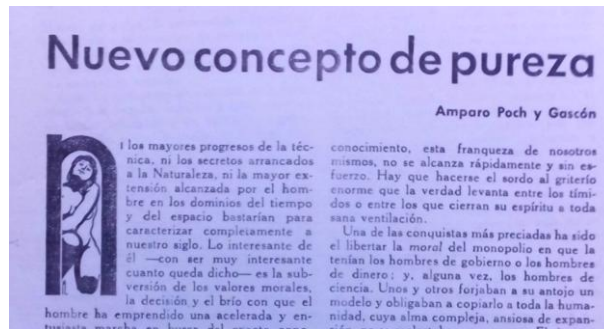 Nuevo concepto de pureza
Amparo Poch y Gascón
NI los mayores progresos de la téc-
nica, ni los secretos arrancados
a la Naturaleza, ni la mayor ex-
tensión alcanzada por el hom-
bre en los dominios del tiempo
y del espacio bastarían para
caracterizar completamente a
nuestro siglo. Lo interesante de
él —con ser muy interesante
cuanto queda dicho— es la sub-
versión de los valores morales,
la decisión y el brío con que el
hombre ha emprendido una acelerada y en-
tusiasta marcha en busca del
conocimiento, esta franqueza de nosotros
mismos, no se alcanza rápidamente y sin es-
fuerzo. Hay que hacerse el sordo al griterío
enorme que la verdad levanta entre los tími-
dos o entre los que cierran su espíritu a toda
sana ventilación.
Una de las conquistas más preciadas ha sido
el libertar la moral del monopolio en que la
tenían los hombres de gobierno o los hombres
de dinero; y, alguna vez, los hombres de
ciencia. Unos y otros forjaban a su antojo un
modelo y obligaban a copiarlo a toda la huma-
nidad, cuya alma compleja, ansiosa de expan-